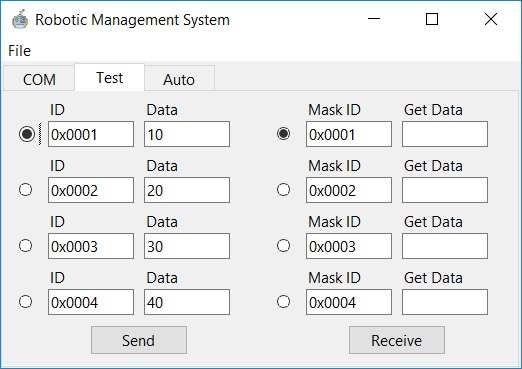 Robotic Management System
File
COM Test Auto
ID Data Mask ID Get Data
0x0001 10 0x0001
ID Data Mask ID Get Data
0x0002 20 0x0002
ID Data Mask ID Get Data
0x0003 30 0x0003
ID Data Mask ID Get Data
0x0004 40 0x0004
Send Receive